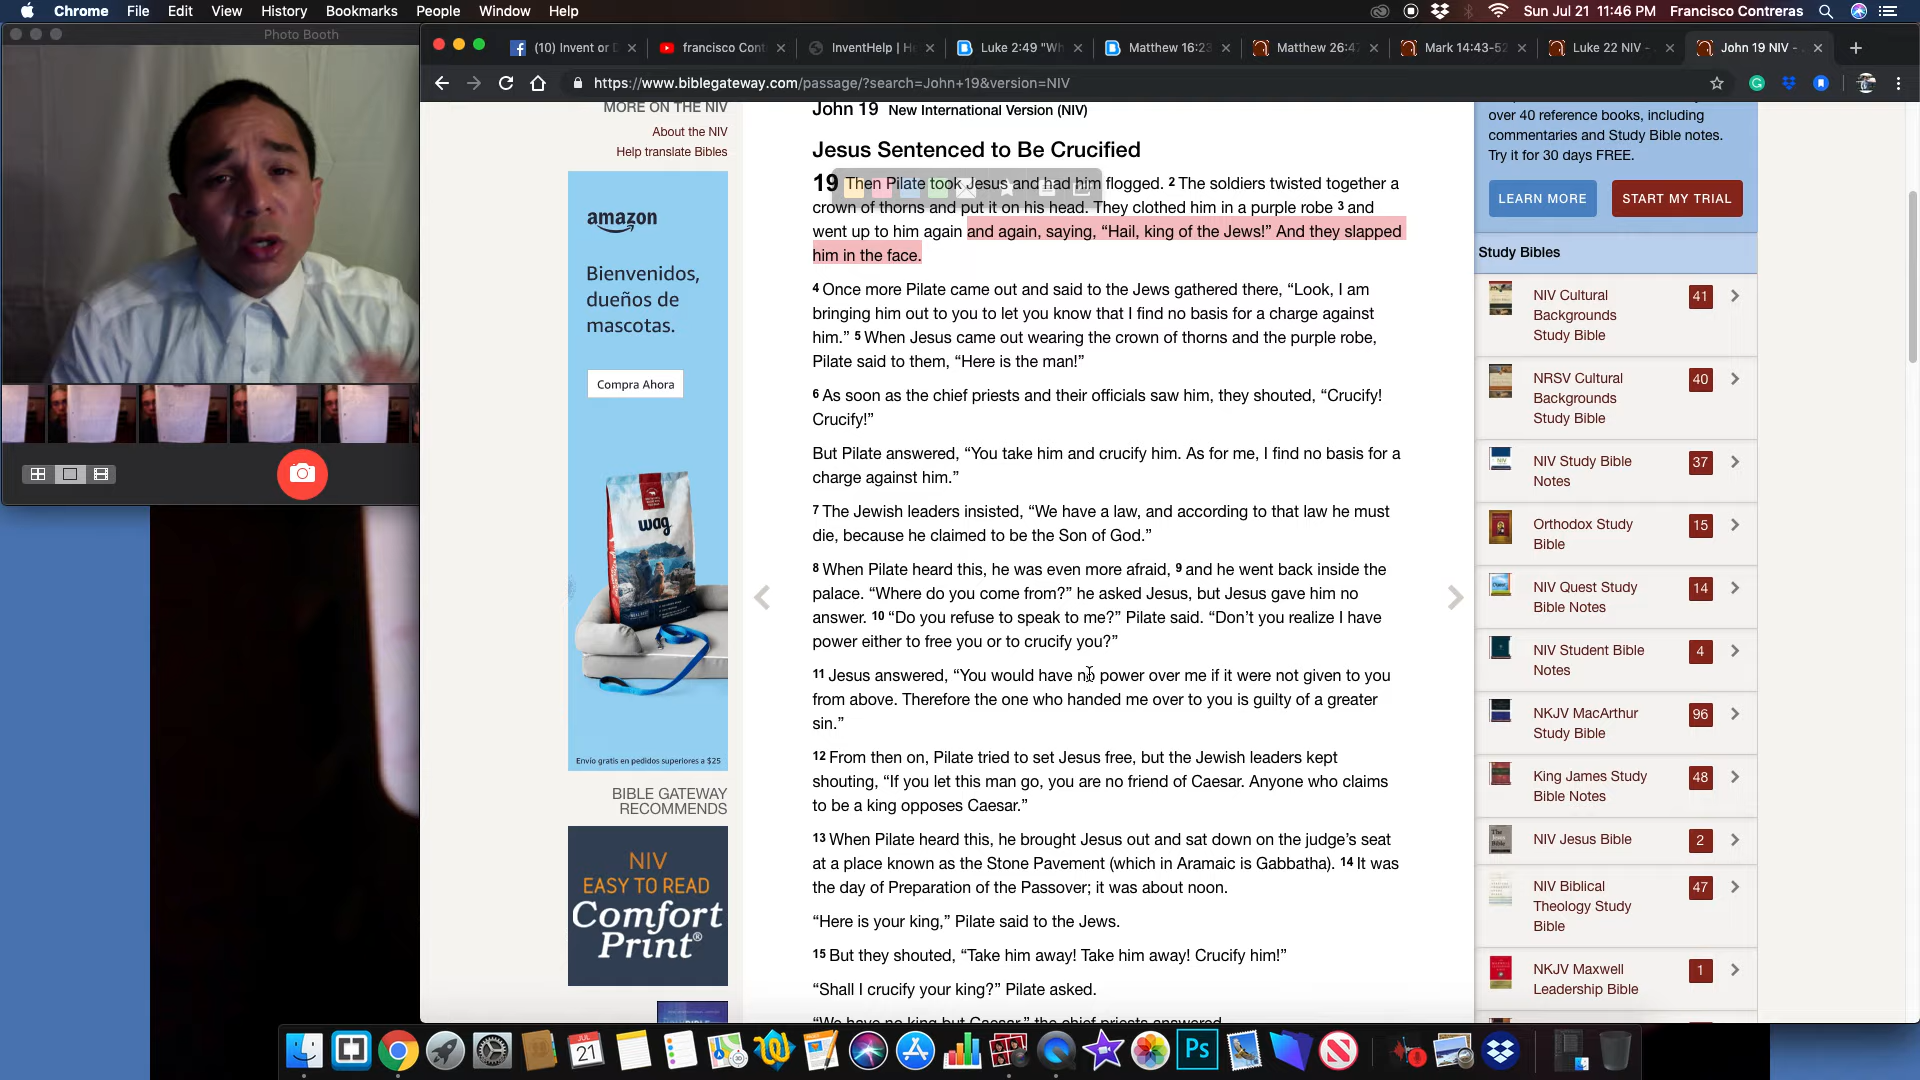 Chrome File Edit View History Bookmarks People Window Help
Sun Jul 21 11:46 PM Francisco Contreras
Photo Booth
(10) Invent or D
francisco Cont
InventHelp | H
Luke 2:49 "Wh
Matthew 16:23
Matthew 26:47
Mark 14:43-52
Luke 22 NIV -
John 19 NIV -
https://www.biblegateway.com/passage/?search=John+19&version=NIV
MORE ON THE NIV
About the NIV
Help translate Bibles
amazon
Bienvenidos,
dueños de
mascotas.
Compra Ahora
wag
Envío gratis en pedidos superiores a $25
BIBLE GATEWAY
RECOMMENDS
NIV
EASY TO READ
Comfort
Print®
John 19 New International Version (NIV)
Jesus Sentenced to Be Crucified
19 Then Pilate took Jesus and had him flogged. 2 The soldiers twisted together a
crown of thorns and put it on his head. They clothed him in a purple robe 3 and
went up to him again and again, saying, “Hail, king of the Jews!” And they slapped
him in the face.
4 Once more Pilate came out and said to the Jews gathered there, “Look, I am
bringing him out to you to let you know that I find no basis for a charge against
him.” 5 When Jesus came out wearing the crown of thorns and the purple robe,
Pilate said to them, “Here is the man!”
6 As soon as the chief priests and their officials saw him, they shouted, “Crucify!
Crucify!”
But Pilate answered, “You take him and crucify him. As for me, I find no basis for a
charge against him.”
7 The Jewish leaders insisted, “We have a law, and according to that law he must
die, because he claimed to be the Son of God.”
8 When Pilate heard this, he was even more afraid, 9 and he went back inside the
palace. “Where do you come from?” he asked Jesus, but Jesus gave him no
answer. 10 “Do you refuse to speak to me?” Pilate said. “Don’t you realize I have
power either to free you or to crucify you?”
11 Jesus answered, “You would have no power over me if it were not given to you
from above. Therefore the one who handed me over to you is guilty of a greater
sin.”
12 From then on, Pilate tried to set Jesus free, but the Jewish leaders kept
shouting, “If you let this man go, you are no friend of Caesar. Anyone who claims
to be a king opposes Caesar.”
13 When Pilate heard this, he brought Jesus out and sat down on the judge’s seat
at a place known as the Stone Pavement (which in Aramaic is Gabbatha). 14 It was
the day of Preparation of the Passover; it was about noon.
“Here is your king,” Pilate said to the Jews.
15 But they shouted, “Take him away! Take him away! Crucify him!”
“Shall I crucify your king?” Pilate asked.
“We have no king but Caesar,” the chief priests answered.
over 40 reference books, including
commentaries and Study Bible notes.
Try it for 30 days FREE.
LEARN MORE START MY TRIAL
Study Bibles
NIV Cultural
Backgrounds
Study Bible
41
NRSV Cultural
Backgrounds
Study Bible
40
NIV Study Bible
Notes
37
Orthodox Study
Bible
15
NIV Quest Study
Bible Notes
14
NIV Student Bible
Notes
4
NKJV MacArthur
Study Bible
96
King James Study
Bible Notes
48
NIV Jesus Bible
2
NIV Biblical
Theology Study
Bible
47
NKJV Maxwell
Leadership Bible
1
JUL
21
Ps